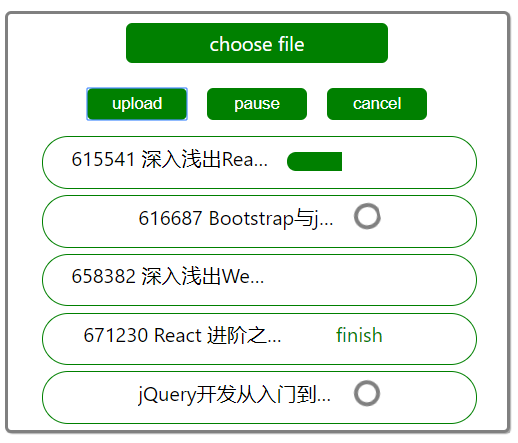 choose file
upload pause cancel
615541 深入浅出Rea...
616687 Bootstrap与j...
658382 深入浅出We...
671230 React 进阶之... finish
jQuery开发从入门到...